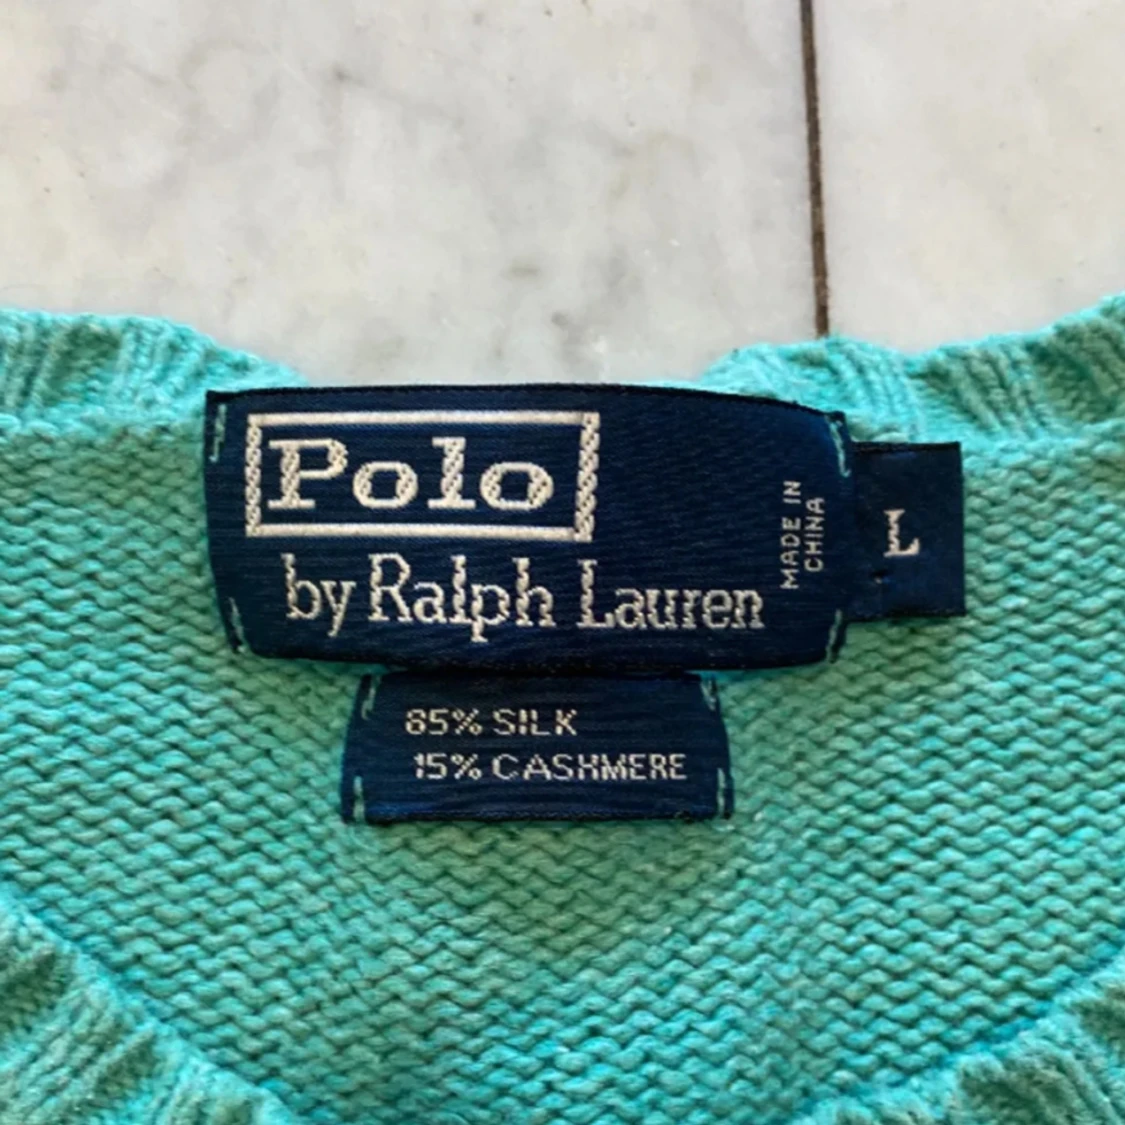 Polo
by Ralph Lauren
MADE IN
CHINA
L
85% SILK
15% CASHMERE